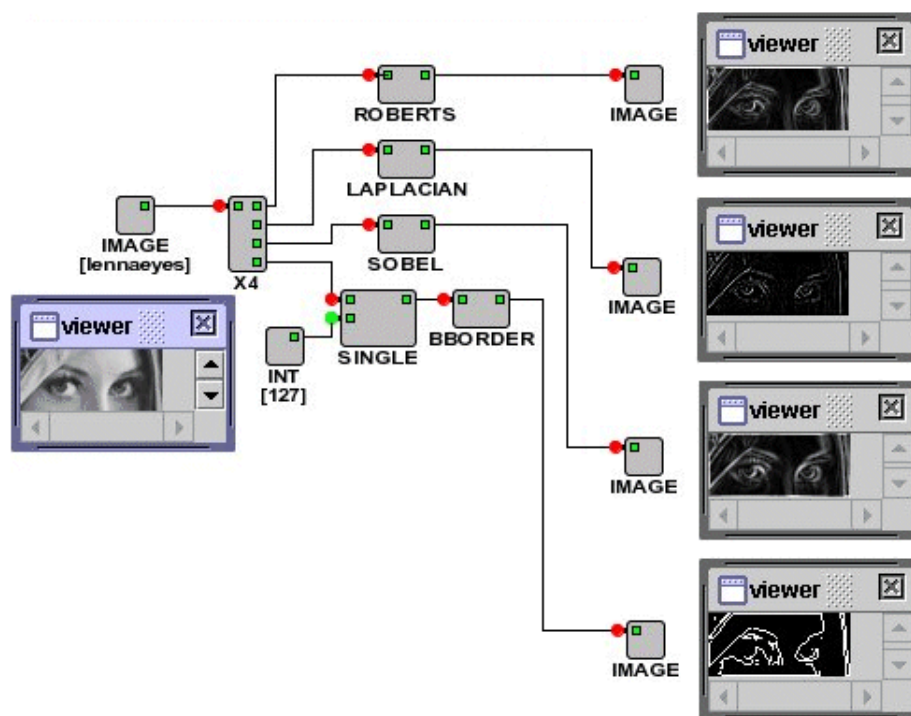 viewer
ROBERTS
IMAGE
LAPLACIAN
IMAGE
[lennaeyes]
X4
SOBEL
viewer
IMAGE
viewer
SINGLE
BBORDER
INT
[127]
viewer
IMAGE
viewer
IMAGE